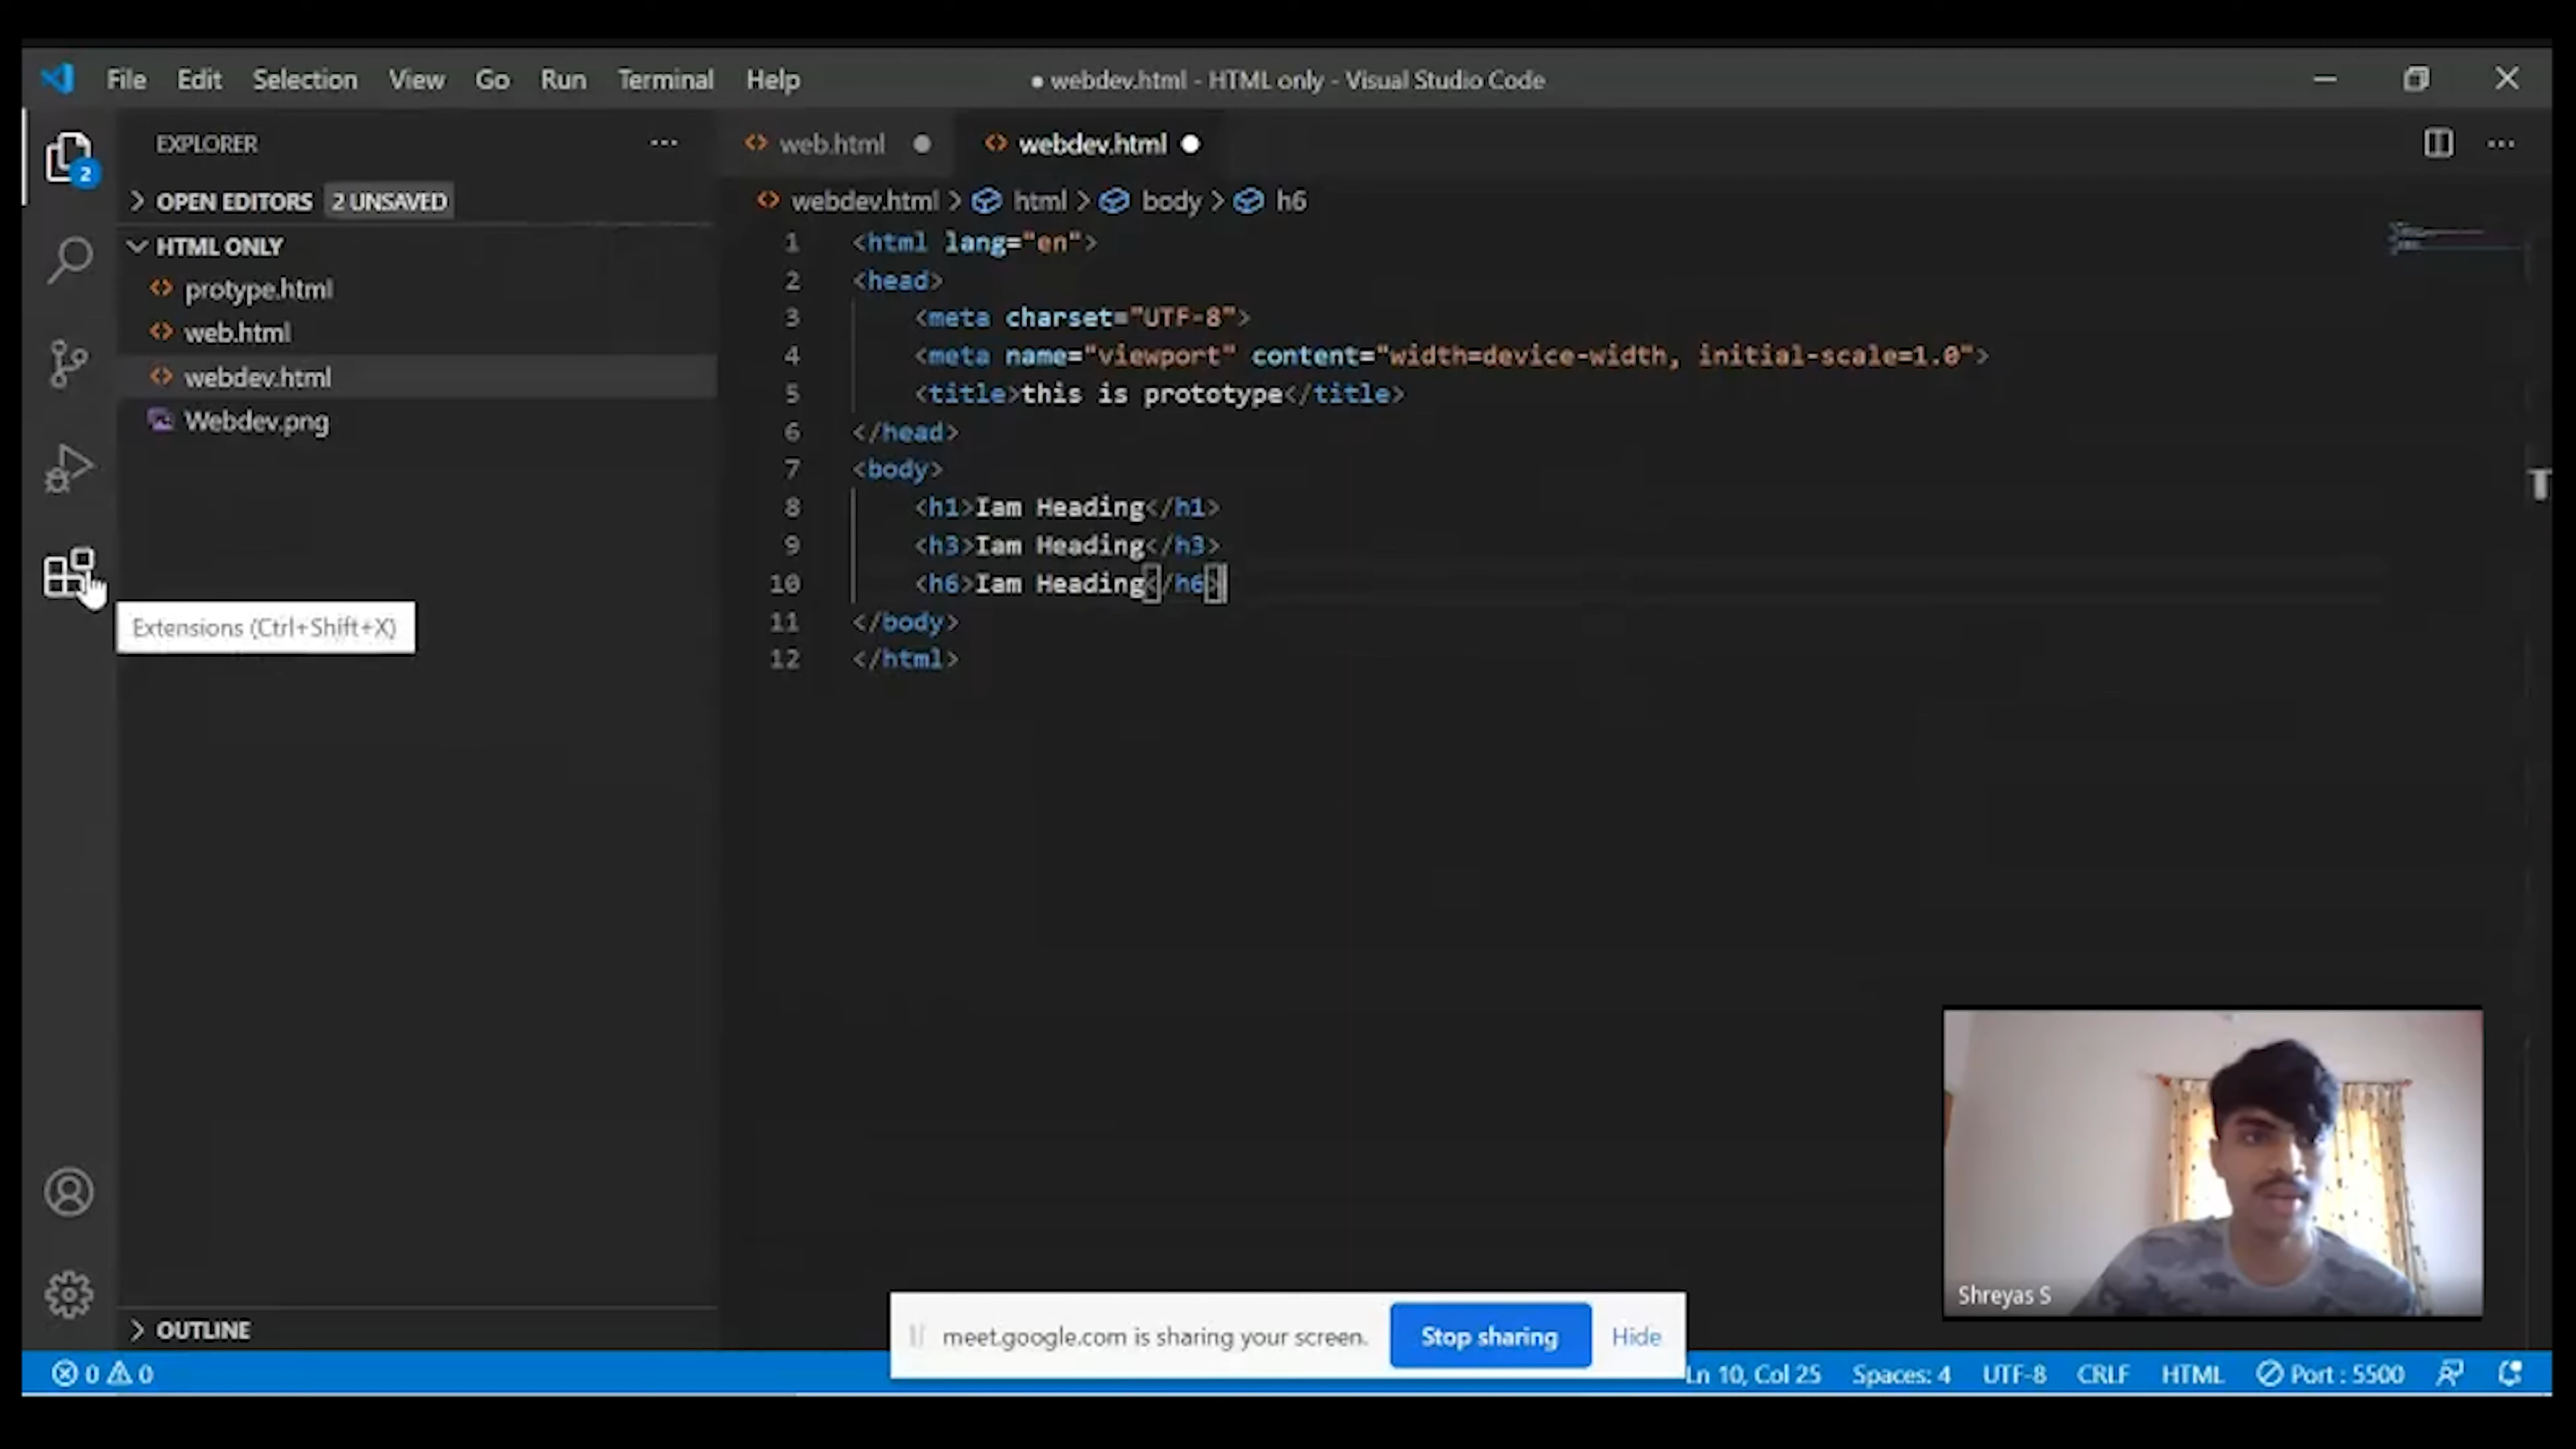 File Edit Selection View Go Run Terminal Help
● webdev.html - HTML only - Visual Studio Code
EXPLORER
2
OPEN EDITORS 2 UNSAVED
HTML ONLY
protype.html
web.html
webdev.html
Webdev.png
Extensions (Ctrl+Shift+X)
OUTLINE
web.html
webdev.html
webdev.html > html > body > h6
1 <html lang="en">
2 <head>
3 <meta charset="UTF-8">
4 <meta name="viewport" content="width=device-width, initial-scale=1.0">
5 <title>this is prototype</title>
6 </head>
7 <body>
8 <h1>Iam Heading</h1>
9 <h3>Iam Heading</h3>
10 <h6>Iam Heading</h6>
11 </body>
12 </html>
Shreyas S
meet.google.com is sharing your screen. Stop sharing Hide
0 0 Ln 10, Col 25 Spaces: 4 UTF-8 CRLF HTML Port : 5500